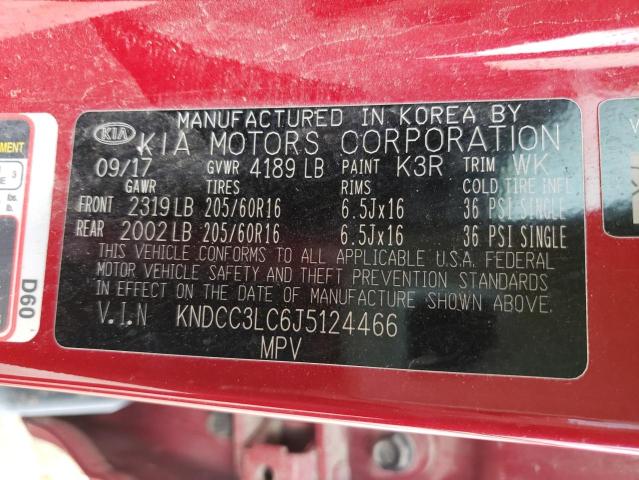 MANUFACTURED IN KOREA BY
KIA KIA MOTORS CORPORATION
09/17 GVWR 4189 LB PAINT K3R TRIM WK
GAWR TIRES RIMS COLD TIRE INFL
FRONT 2319 LB 205/60R16 6.5Jx16 36 PSI SINGLE
REAR 2002 LB 205/60R16 6.5Jx16 36 PSI SINGLE
THIS VEHICLE CONFORMS TO ALL APPLICABLE U.S.A. FEDERAL
MOTOR VEHICLE SAFETY AND THEFT PREVENTION STANDARDS
IN EFFECT ON THE DATE OF MANUFACTURE SHOWN ABOVE.
V.I.N KNDCC3LC6J5124466
MPV
D60